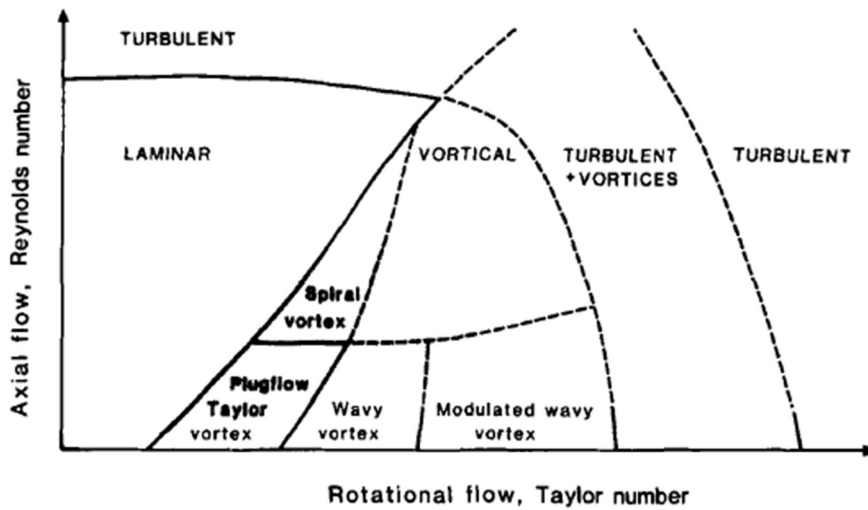 TURBULENT
LAMINAR
VORTICAL
TURBULENT
+VORTICES
TURBULENT
Spiral
vortex
Plugflow
Taylor
vortex
Wavy
vortex
Modulated wavy
vortex
Axial flow, Reynolds number
Rotational flow, Taylor number